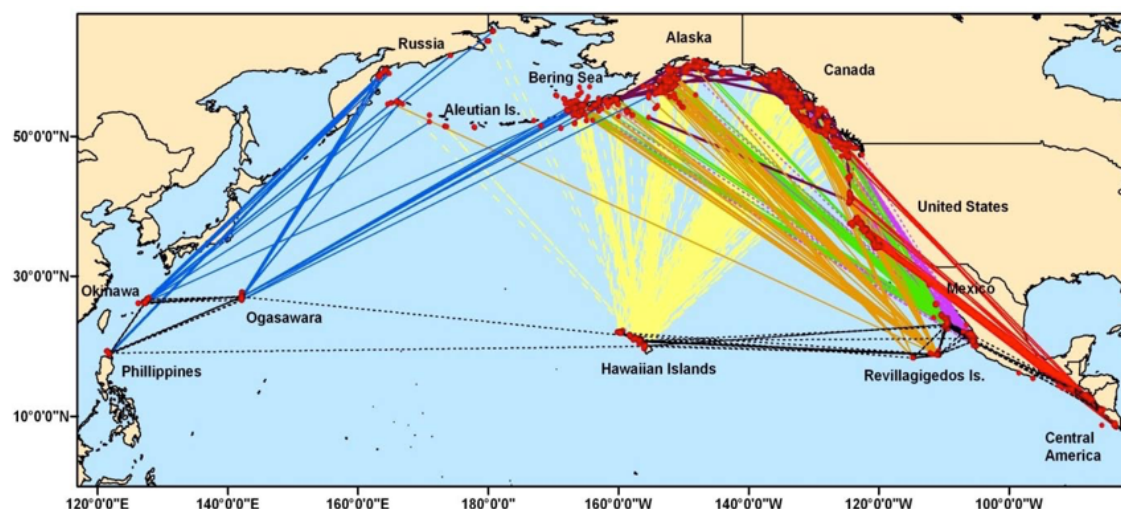 Alaska
Russia
Canada
Bering Sea
Aleutian Is.
50°0'0"N
United States
30°0'0"N
Okinawa
Mexico
Ogasawara
Phillippines
Hawaiian Islands
Revillagigedos Is.
10°0'0"N
Central
America
120°0'0"E
140°0'0"E
160°0'0"E
180°0'0"
160°0'0"W
140°0'0"W
120°0'0"W
100°0'0"W